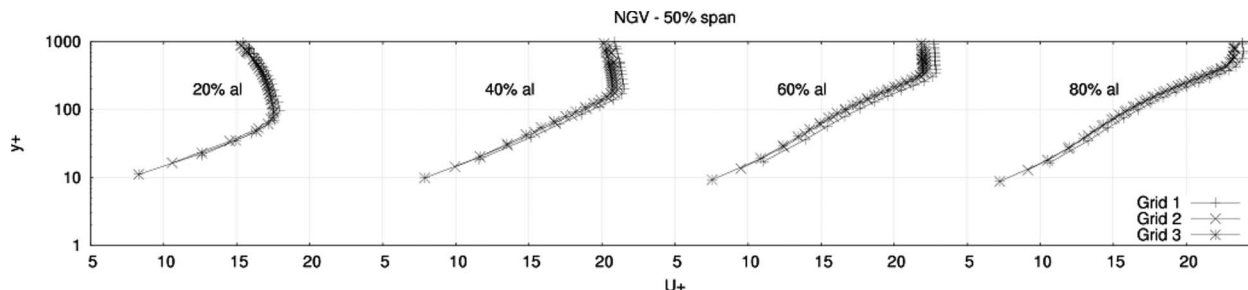 NGV - 50% span
1000
100
10
1
y+
20% al
40% al
60% al
80% al
Grid 1
Grid 2
Grid 3
5 10 15 20 5 10 15 20 5 10 15 20 5 10 15 20
U+